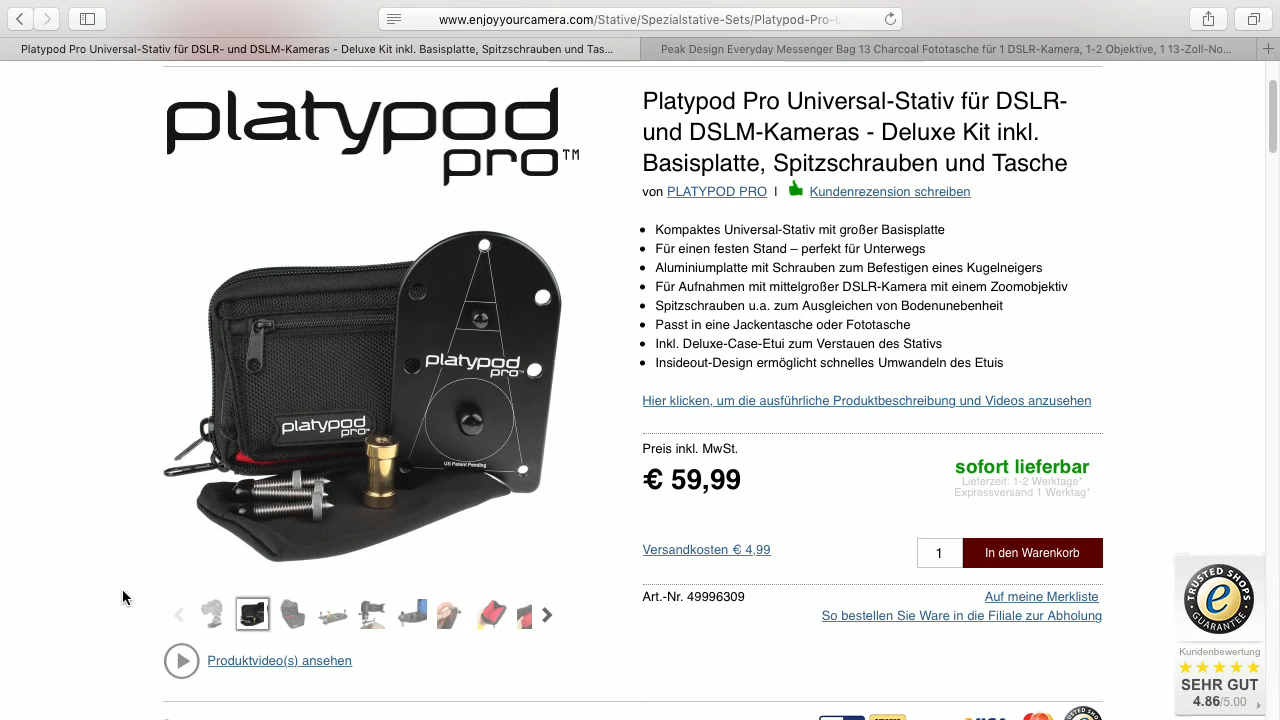 www.enjoyyourcamera.com/Stative/Spezialstative-Sets/Platypod-Pro-U
Platypod Pro Universal-Stativ für DSLR- und DSLM-Kameras - Deluxe Kit inkl. Basisplatte, Spitzschrauben und Tas...
Peak Design Everyday Messenger Bag 13 Charcoal Fototasche für 1 DSLR-Kamera, 1-2 Objektive, 1 13-Zoll-No...
platypod
pro™
Platypod Pro Universal-Stativ für DSLR-
und DSLM-Kameras - Deluxe Kit inkl.
Basisplatte, Spitzschrauben und Tasche
von PLATYPOD PRO | Kundenrezension schreiben
• Kompaktes Universal-Stativ mit großer Basisplatte
• Für einen festen Stand – perfekt für Unterwegs
• Aluminiumplatte mit Schrauben zum Befestigen eines Kugelneigers
• Für Aufnahmen mit mittelgroßer DSLR-Kamera mit einem Zoomobjektiv
• Spitzschrauben u.a. zum Ausgleichen von Bodenunebenheit
• Passt in eine Jackentasche oder Fototasche
• Inkl. Deluxe-Case-Etui zum Verstauen des Stativs
• Insideout-Design ermöglicht schnelles Umwandeln des Etuis
platypod
pro™
platypod
pro™
US Patent Pending
Hier klicken, um die ausführliche Produktbeschreibung und Videos anzusehen
Preis inkl. MwSt.
€ 59,99
sofort lieferbar
Lieferzeit: 1-2 Werktage*
Expressversand 1 Werktag*
Versandkosten € 4,99
1
In den Warenkorb
Art.-Nr. 49996309
Auf meine Merkliste
So bestellen Sie Ware in die Filiale zur Abholung
Produktvideo(s) ansehen
TRUSTED SHOPS
e
GUARANTEE
Kundenbewertung
SEHR GUT
4.86/5.00